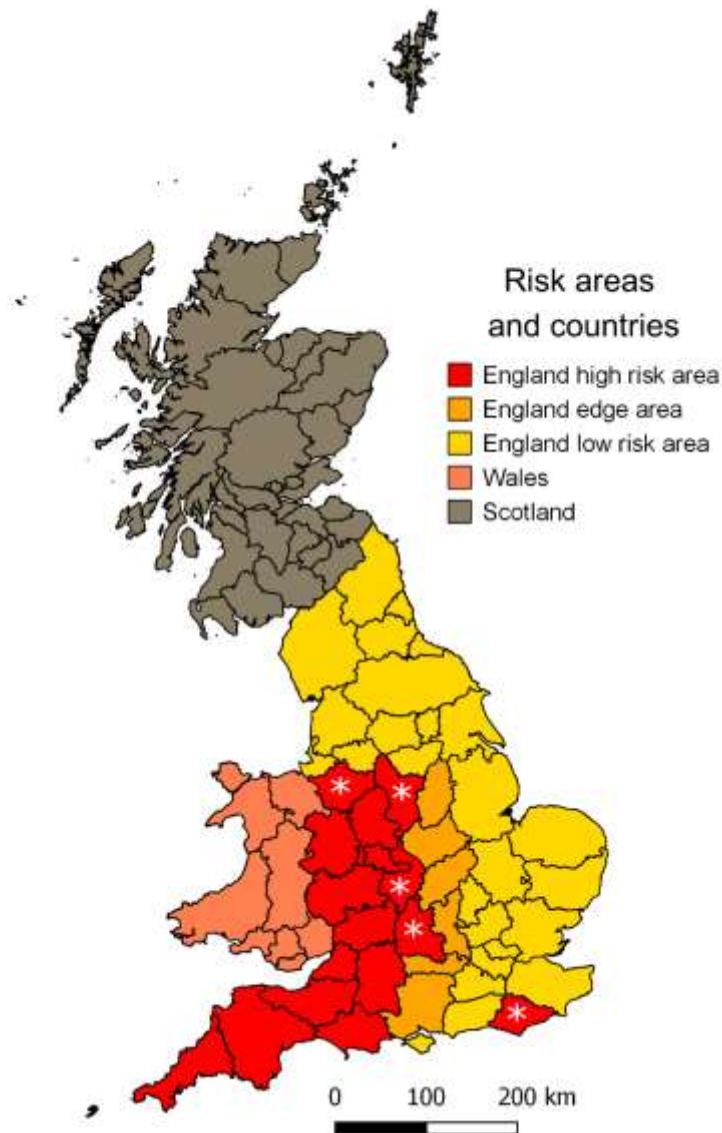 Risk areas
and countries
England high risk area
England edge area
England low risk area
Wales
Scotland
*
*
*
*
*
0 100 200 km